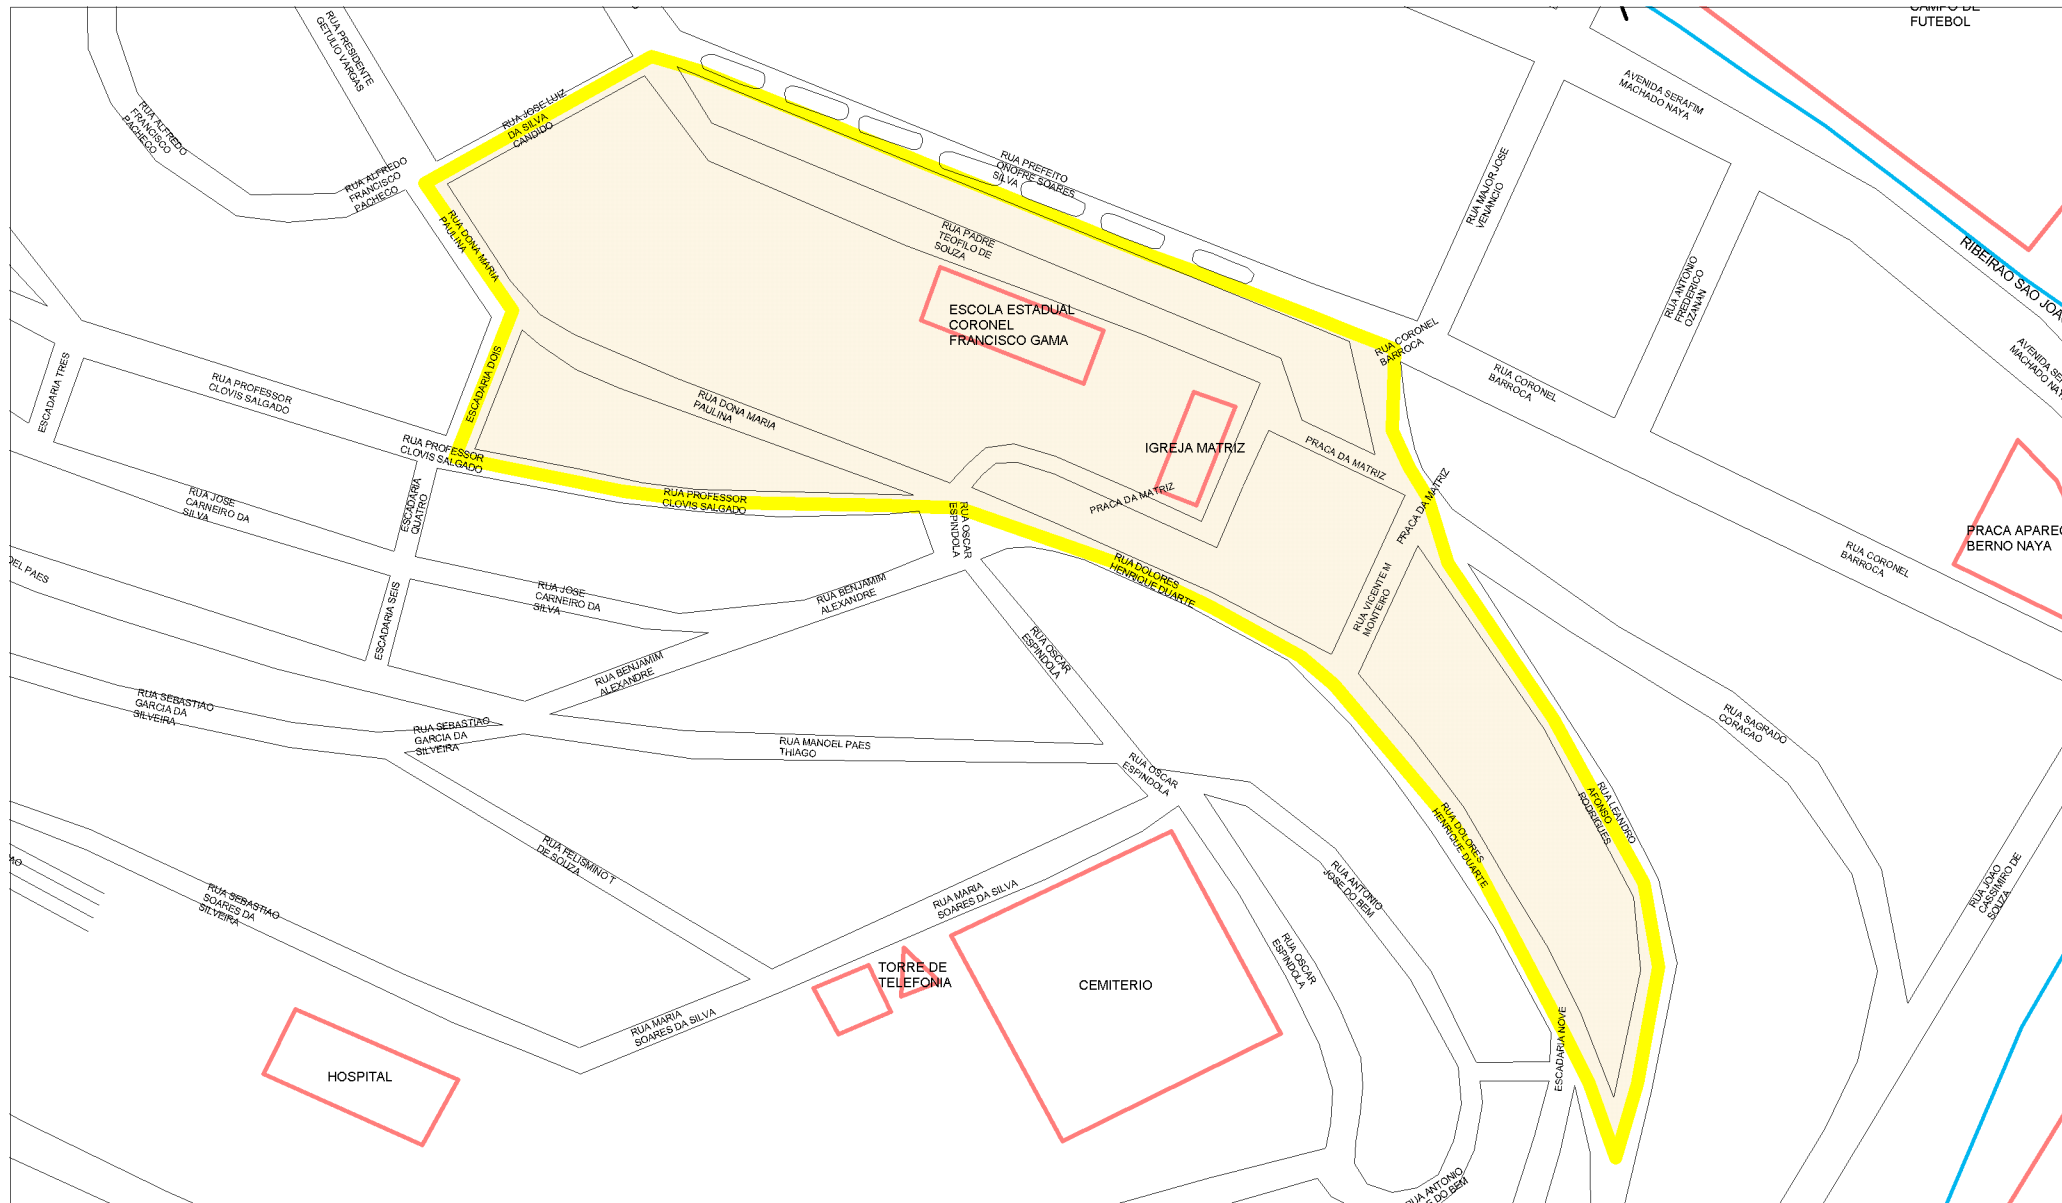 CAMPO DE
FUTEBOL
RUA PRESIDENTE
GETULIO VARGAS
RUA ALFREDO
FRANCISCO
PACHECO
RUA JOSE LUIZ
DA SILVA
CANDIDO
AVENIDA SERAFIM
MACHADO NAYA
RUA ALFREDO
FRANCISCO
PACHECO
RUA PREFEITO
ONOFRE SOARES
SILVA
RUA MAJOR JOSE
VENANCIO
RUA DONA MARIA
PAULINA
RUA PADRE
TEOFILO DE
SOUZA
RIBEIRAO SAO JOA
RUA ANTONIO
FREDERICO
OZANAN
ESCOLA ESTADUAL
CORONEL
FRANCISCO GAMA
RUA CORONEL
BARROCA
AVENIDA SE
MACHADO NAY
ESCADARIA TRES
RUA PROFESSOR
CLOVIS SALGADO
ESCADARIA DOIS
RUA DONA MARIA
PAULINA
RUA CORONEL
BARROCA
RUA PROFESSOR
CLOVIS SALGADO
IGREJA MATRIZ
PRACA DA MATRIZ
RUA JOSE
CARNEIRO DA
SILVA
ESCADARIA
QUATRO
RUA PROFESSOR
CLOVIS SALGADO
RUA OSCAR
ESPINDOLA
PRACA DA MATRIZ
PRACA DA MATRIZ
PRACA APAREC
BERNO NAYA
DEL PAES
RUA JOSE
CARNEIRO DA
SILVA
RUA BENJAMIM
ALEXANDRE
RUA DOLORES
HENRIQUE DUARTE
RUA VICENTE M
MONTEIRO
RUA CORONEL
BARROCA
ESCADARIA SEIS
RUA BENJAMIM
ALEXANDRE
RUA OSCAR
ESPINDOLA
RUA SEBASTIAO
GARCIA DA
SILVEIRA
RUA SEBASTIAO
GARCIA DA
SILVEIRA
RUA MANOEL PAES
THIAGO
RUA OSCAR
ESPINDOLA
RUA SAGRADO
CORACAO
RUA LEANDRO
AFONSO
RODRIGUES
RUA DOLORES
HENRIQUE DUARTE
RUA FELISMINO T
DE SOUZA
AO
RUA SEBASTIAO
SOARES DA
SILVEIRA
RUA MARIA
SOARES DA SILVA
RUA ANTONIO
JOSE DO BEM
RUA JOAO
CASSIMIRO DE
SOUZA
RUA OSCAR
ESPINDOLA
TORRE DE
TELEFONIA
CEMITERIO
RUA MARIA
SOARES DA SILVA
ESCADARIA NOVE
HOSPITAL
RUA ANTONIO
E DO BEM